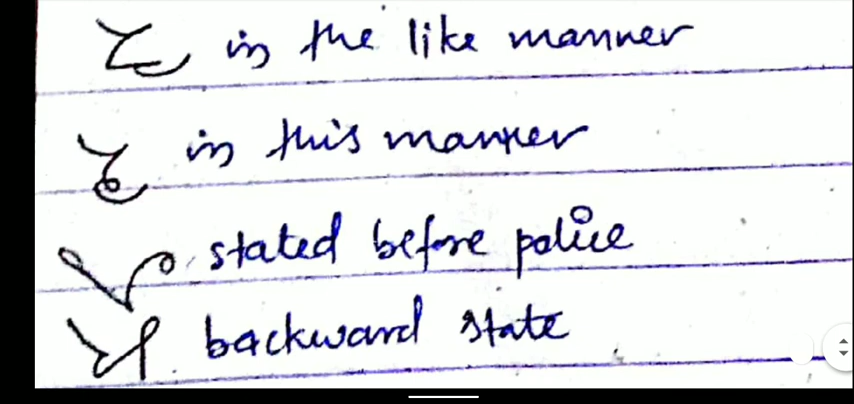 in the like manner
in this manner
stated before police
backward state